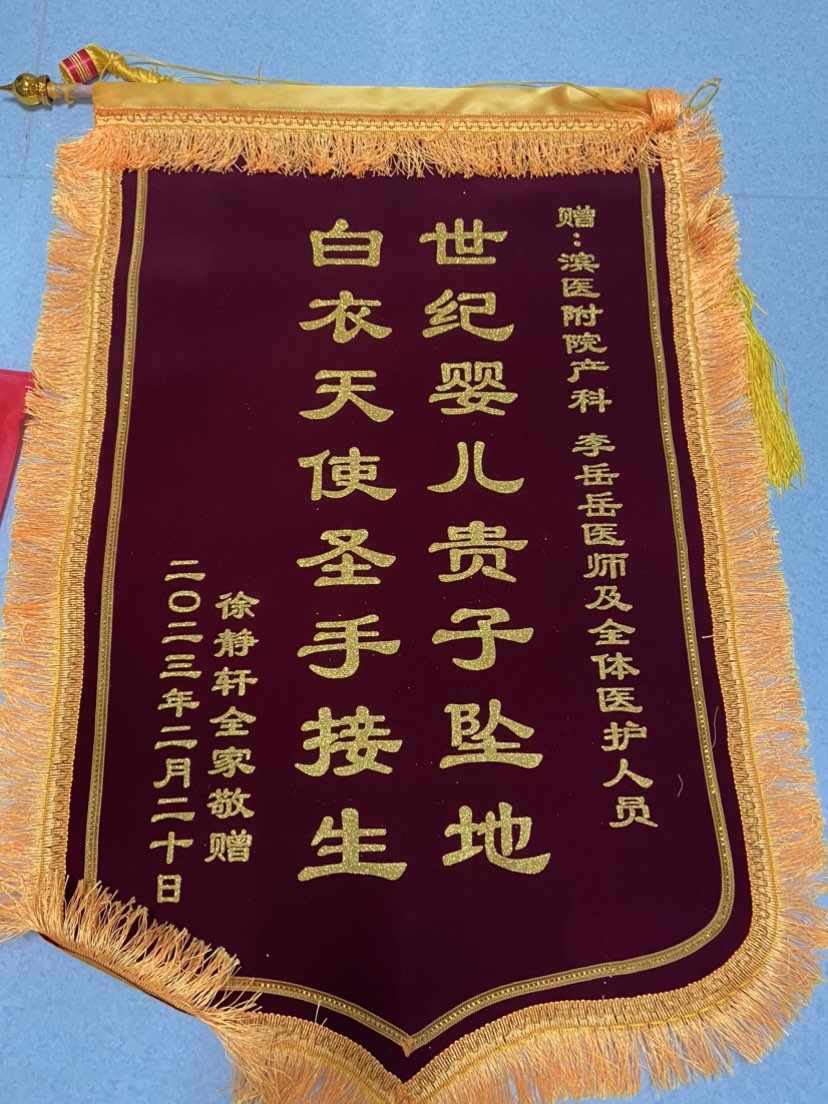 赠：滨医附院产科 李岳岳医师及全体医护人员
世纪婴儿贵子坠地
白衣天使圣手接生
徐静轩全家敬赠
二〇二三年二月二十日